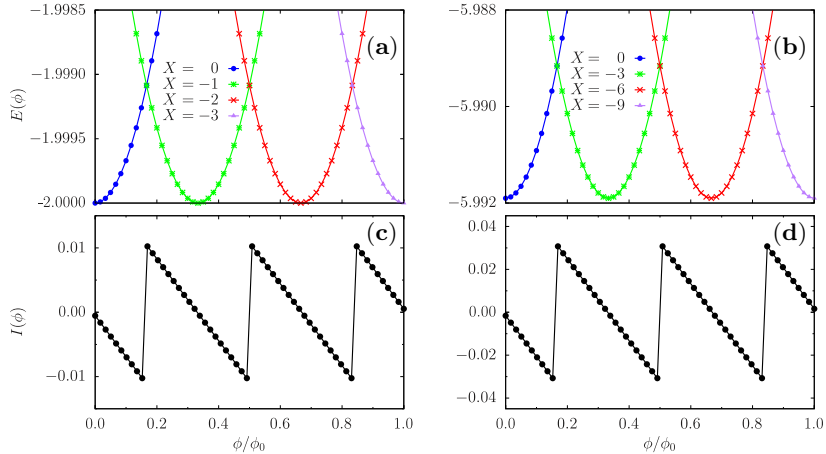 -1.9985
-1.9990
-1.9995
-2.0000
E(ϕ)
(a)
X = 0
X = −1
X = −2
X = −3
−5.988
−5.990
−5.992
(b)
X = 0
X = −3
X = −6
X = −9
0.01
0.00
−0.01
I(ϕ)
(c)
0.0 0.2 0.4 0.6 0.8 1.0
ϕ/ϕ0
0.04
0.02
0.00
−0.02
−0.04
(d)
0.0 0.2 0.4 0.6 0.8 1.0
ϕ/ϕ0